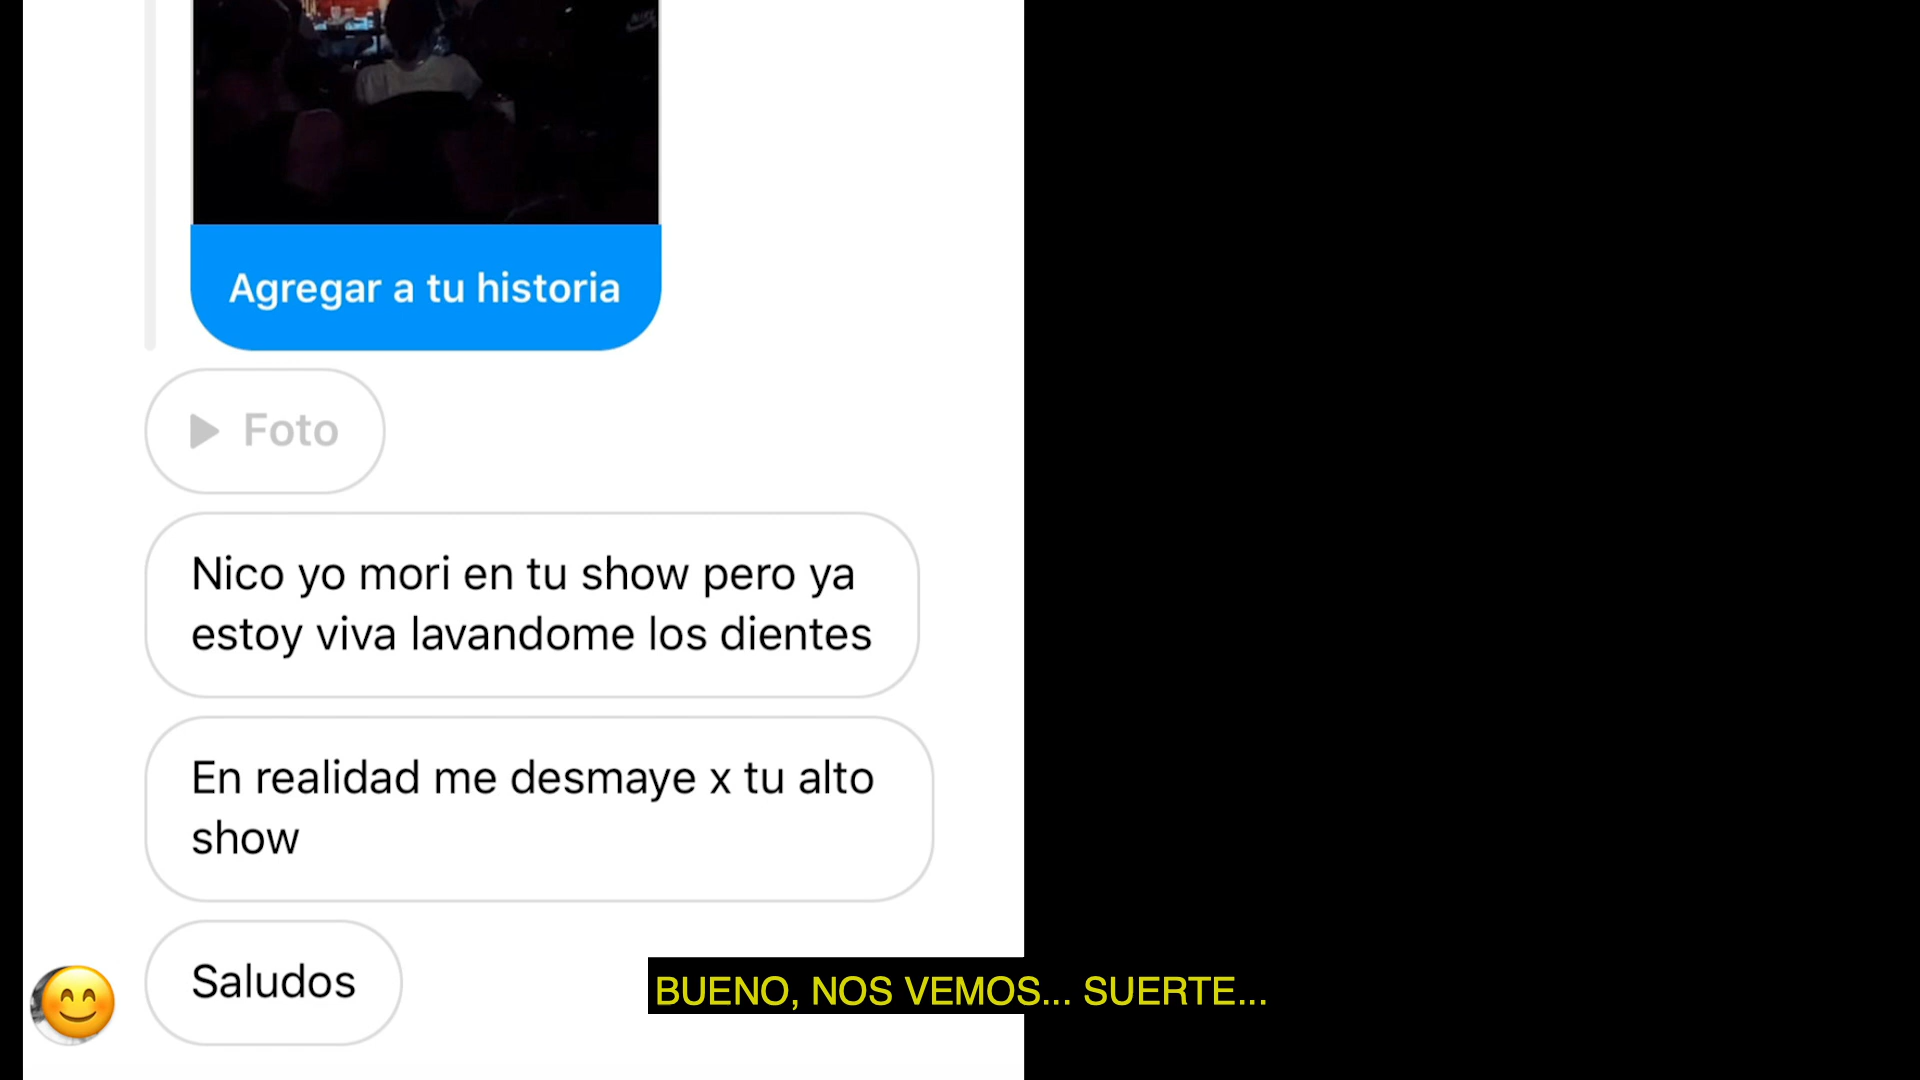 Agregar a tu historia
Foto
Nico yo mori en tu show pero ya
estoy viva lavandome los dientes
En realidad me desmaye x tu alto
show
Saludos
BUENO, NOS VEMOS... SUERTE...